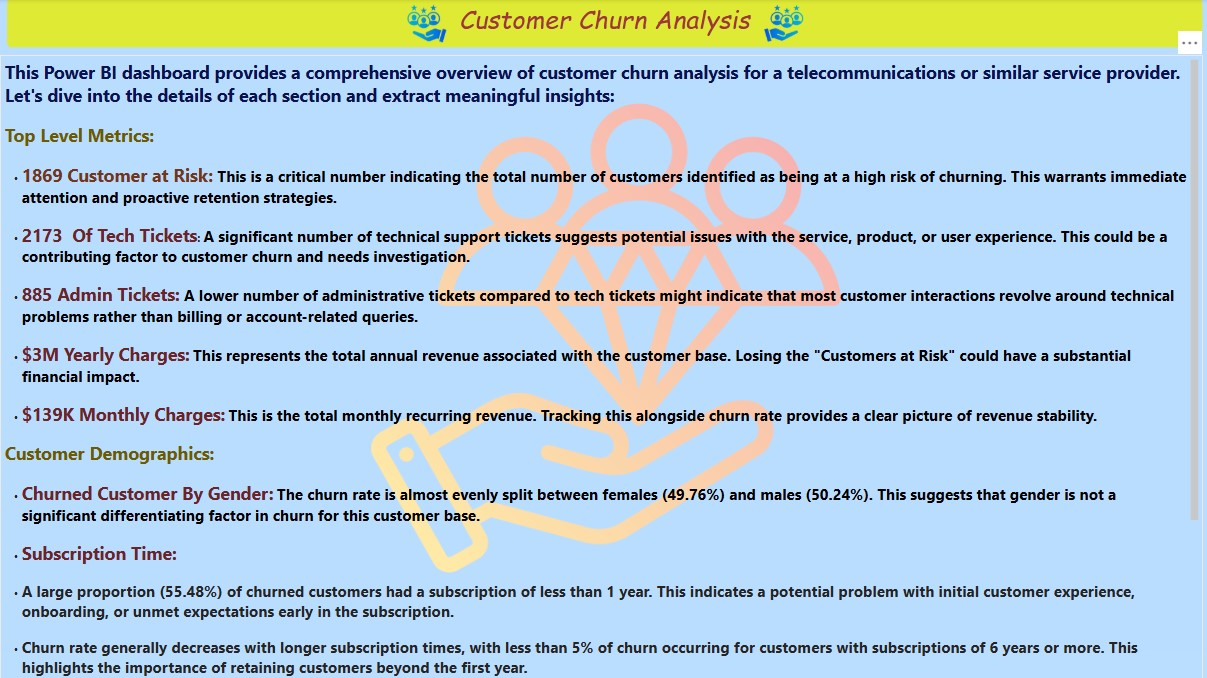 Customer Churn Analysis
...
This Power BI dashboard provides a comprehensive overview of customer churn analysis for a telecommunications or similar service provider.
Let's dive into the details of each section and extract meaningful insights:
Top Level Metrics:
• 1869 Customer at Risk: This is a critical number indicating the total number of customers identified as being at a high risk of churning. This warrants immediate
attention and proactive retention strategies.
• 2173  Of Tech Tickets: A significant number of technical support tickets suggests potential issues with the service, product, or user experience. This could be a
contributing factor to customer churn and needs investigation.
• 885 Admin Tickets: A lower number of administrative tickets compared to tech tickets might indicate that most customer interactions revolve around technical
problems rather than billing or account-related queries.
• $3M Yearly Charges: This represents the total annual revenue associated with the customer base. Losing the "Customers at Risk" could have a substantial
financial impact.
• $139K Monthly Charges: This is the total monthly recurring revenue. Tracking this alongside churn rate provides a clear picture of revenue stability.
Customer Demographics:
• Churned Customer By Gender: The churn rate is almost evenly split between females (49.76%) and males (50.24%). This suggests that gender is not a
significant differentiating factor in churn for this customer base.
• Subscription Time:
• A large proportion (55.48%) of churned customers had a subscription of less than 1 year. This indicates a potential problem with initial customer experience,
onboarding, or unmet expectations early in the subscription.
• Churn rate generally decreases with longer subscription times, with less than 5% of churn occurring for customers with subscriptions of 6 years or more. This
highlights the importance of retaining customers beyond the first year.